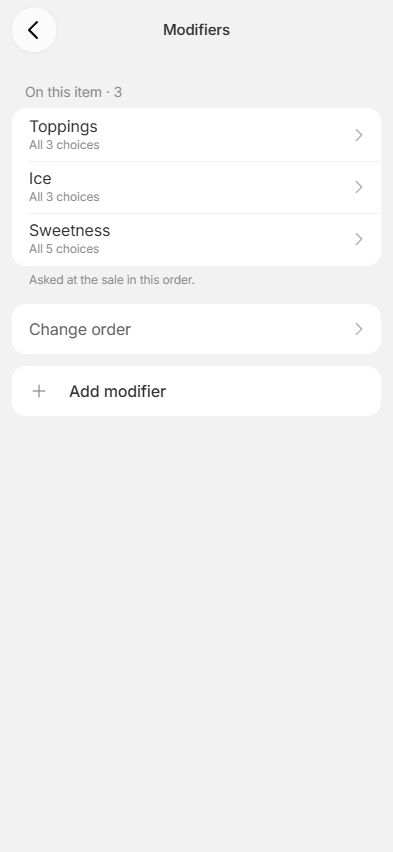 Modifiers
On this item · 3
Toppings
All 3 choices
Ice
All 3 choices
Sweetness
All 5 choices
Asked at the sale in this order.
Change order
Add modifier